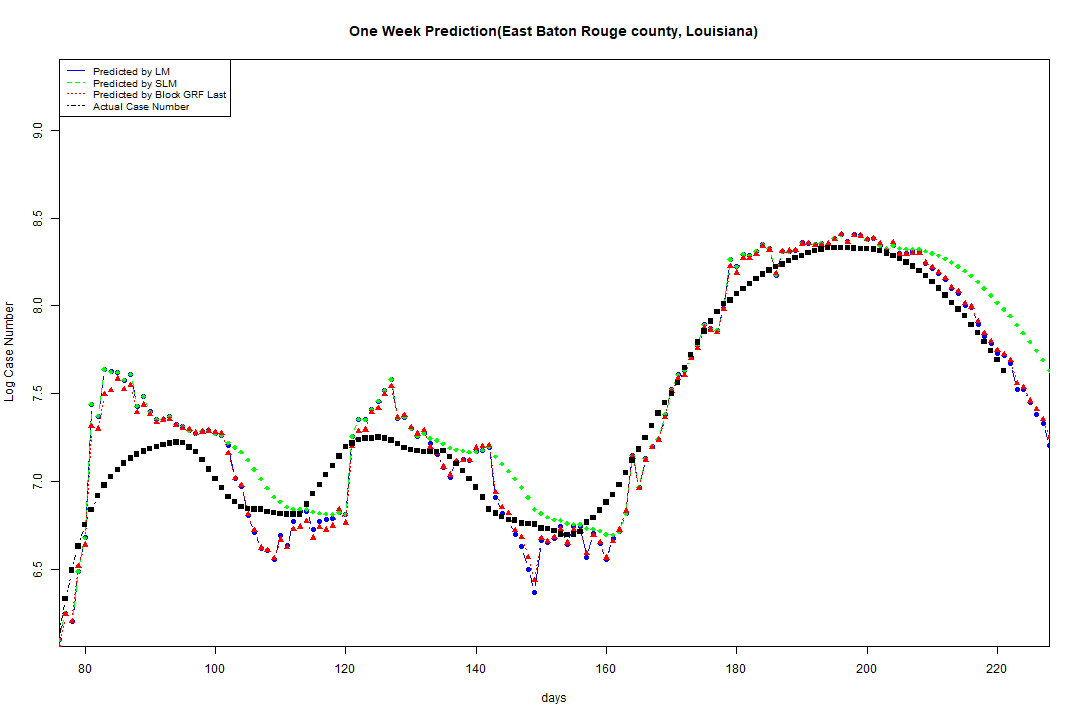 One Week Prediction(East Baton Rouge county, Louisiana)
Predicted by LM
Predicted by SLM
Predicted by Block GRF Last
Actual Case Number
9.0
8.5
8.0
7.5
7.0
6.5
Log Case Number
80 100 120 140 160 180 200 220
days